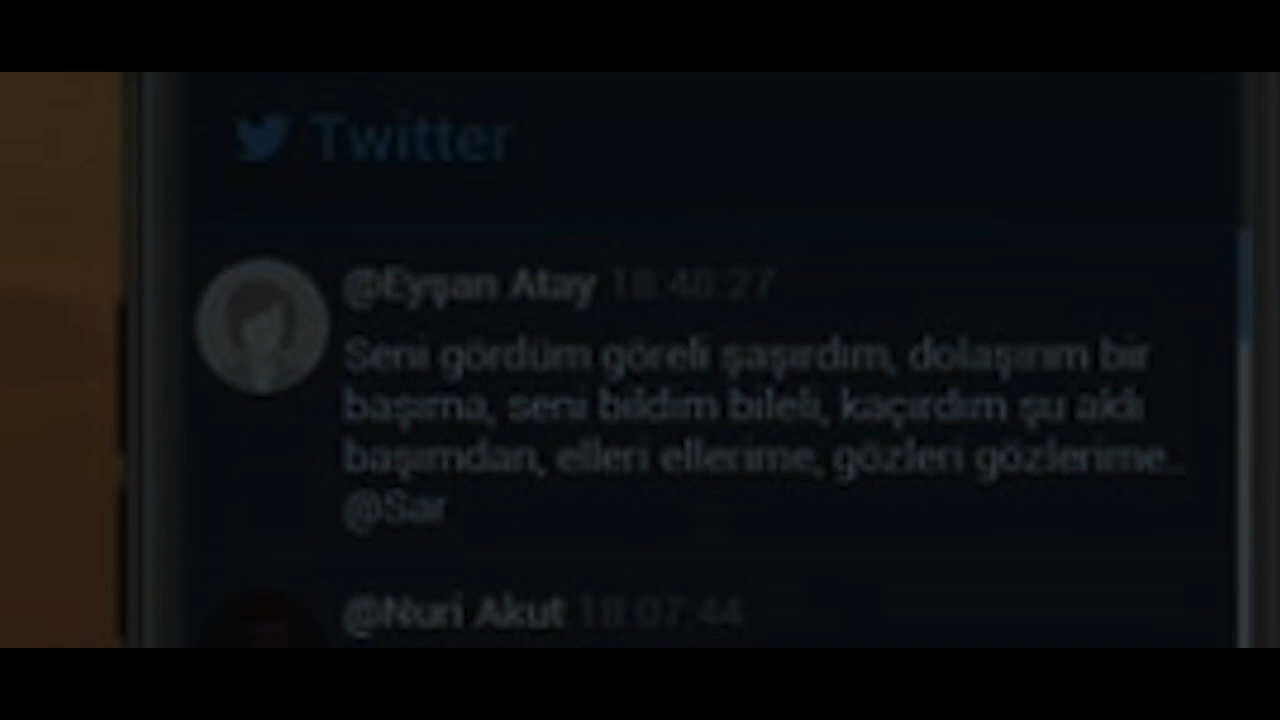 Twitter
@Eyşan Atay 18:40:27
Seni gördüm göreli şaşırdım, dolaşırım bir
başıma, seni bildim bileli, kaçırdım şu aklı
başımdan, elleri ellerime, gözleri gözlerime..
@Sar
@Nuri Akut 18:07:44